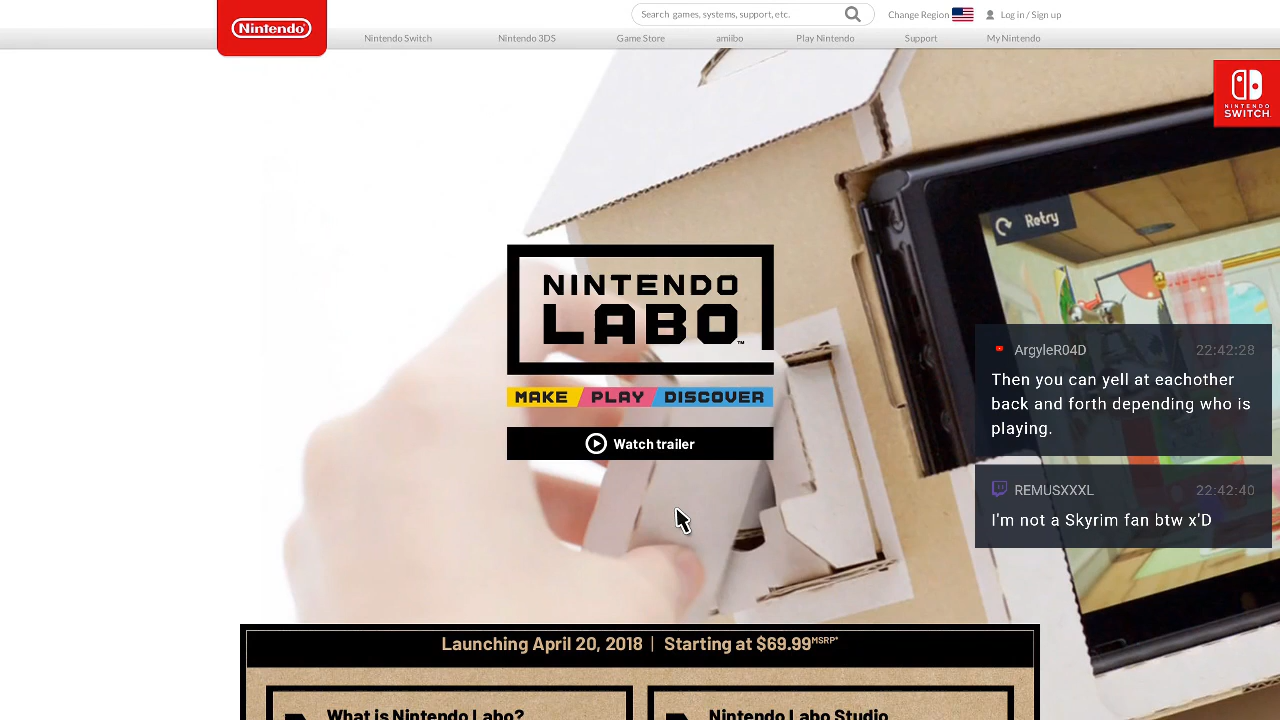 Nintendo
Search games, systems, support, etc.
Change Region
Log in / Sign up
Nintendo Switch
Nintendo 3DS
Game Store
amiibo
Play Nintendo
Support
My Nintendo
NINTENDO
SWITCH
Retry
NINTENDO
LABO™
MAKE PLAY DISCOVER
Watch trailer
ArgyleR04D 22:42:28
Then you can yell at eachother
back and forth depending who is
playing.
REMUSXXXL 22:42:40
I'm not a Skyrim fan btw x'D
Launching April 20, 2018 | Starting at $69.99MSRP*
What is Nintendo Labo?
Nintendo Labo Studio